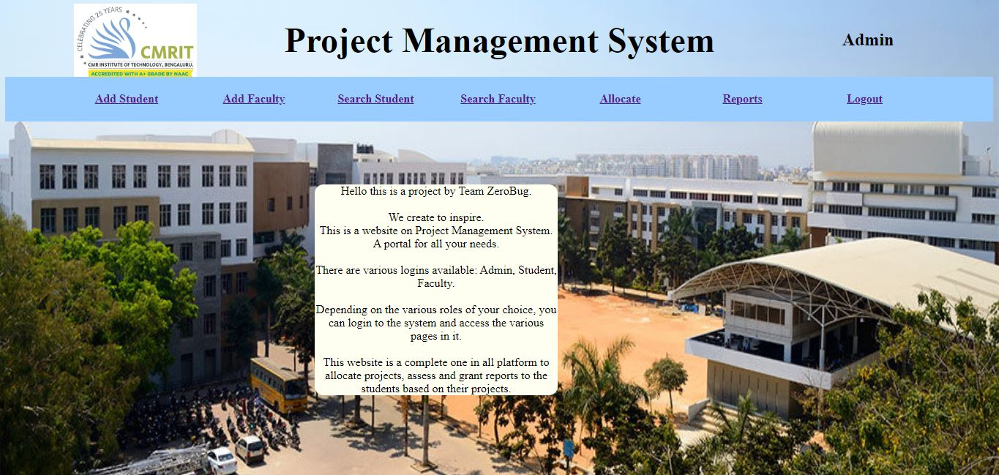 CELEBRATING 25 YEARS
CMRIT
CMR INSTITUTE OF TECHNOLOGY, BENGALURU.
ACCREDITED WITH A+ GRADE BY NAAC
Project Management System
Admin
Add Student Add Faculty Search Student Search Faculty Allocate Reports Logout
Hello this is a project by Team ZeroBug.
We create to inspire.
This is a website on Project Management System.
A portal for all your needs.
There are various logins available: Admin, Student,
Faculty.
Depending on the various roles of your choice, you
can login to the system and access the various
pages in it.
This website is a complete one in all platform to
allocate projects, assess and grant reports to the
students based on their projects.